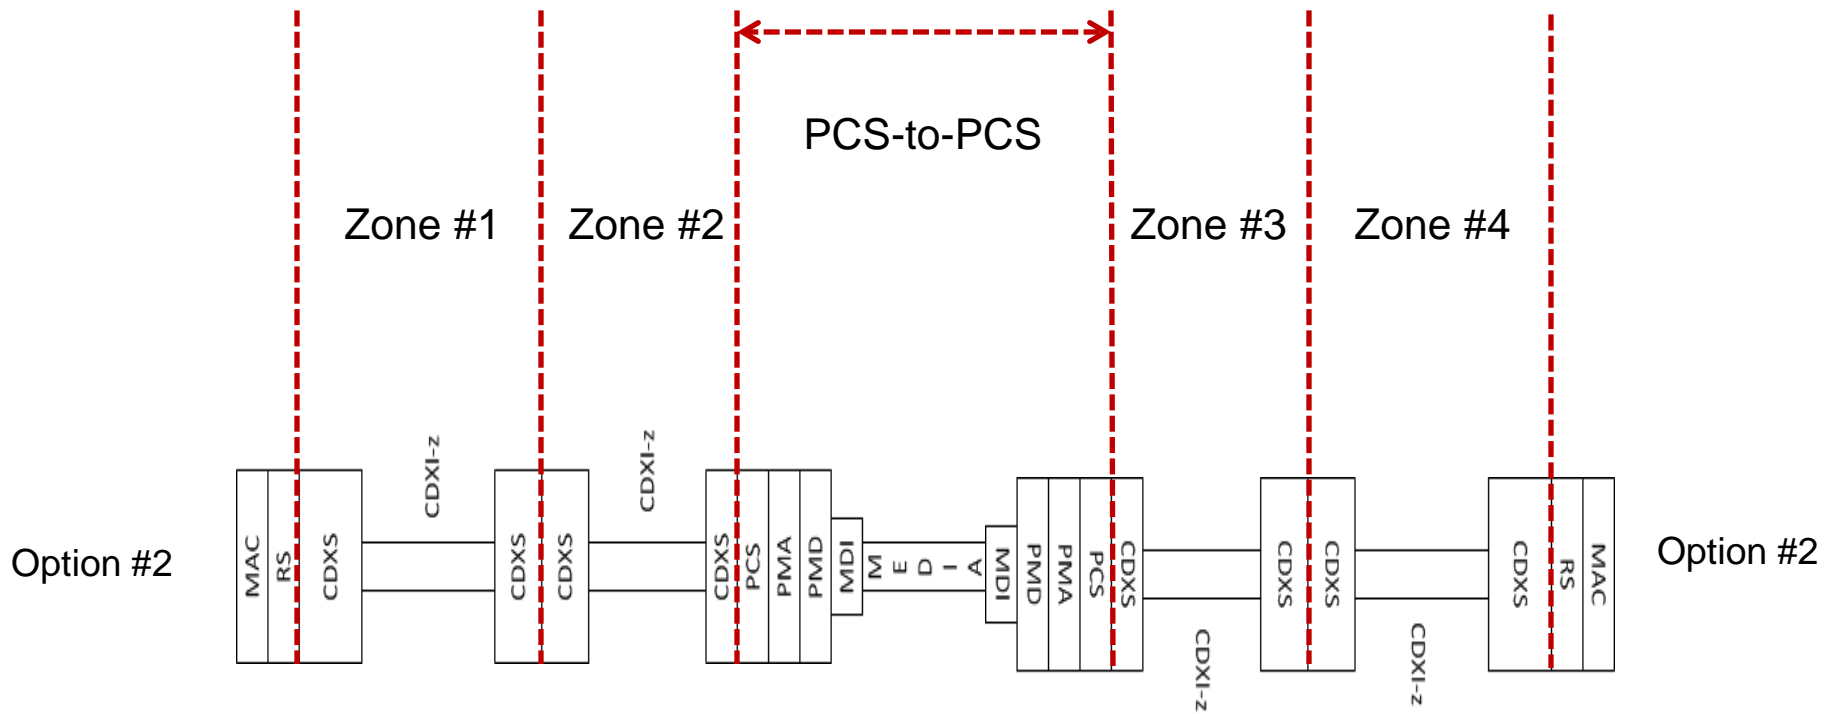 PCS-to-PCS
Zone #1
Zone #2
Zone #3
Zone #4
CDXI-z
CDXI-z
Option #2
MAC
RS
CDXS
CDXS
CDXS
CDXS
PCS
PMA
PMD
MDI
MEDIA
MDI
PMD
PMA
PCS
CDXS
CDXS
CDXS
CDXS
RS
MAC
Option #2
CDXI-z
CDXI-z